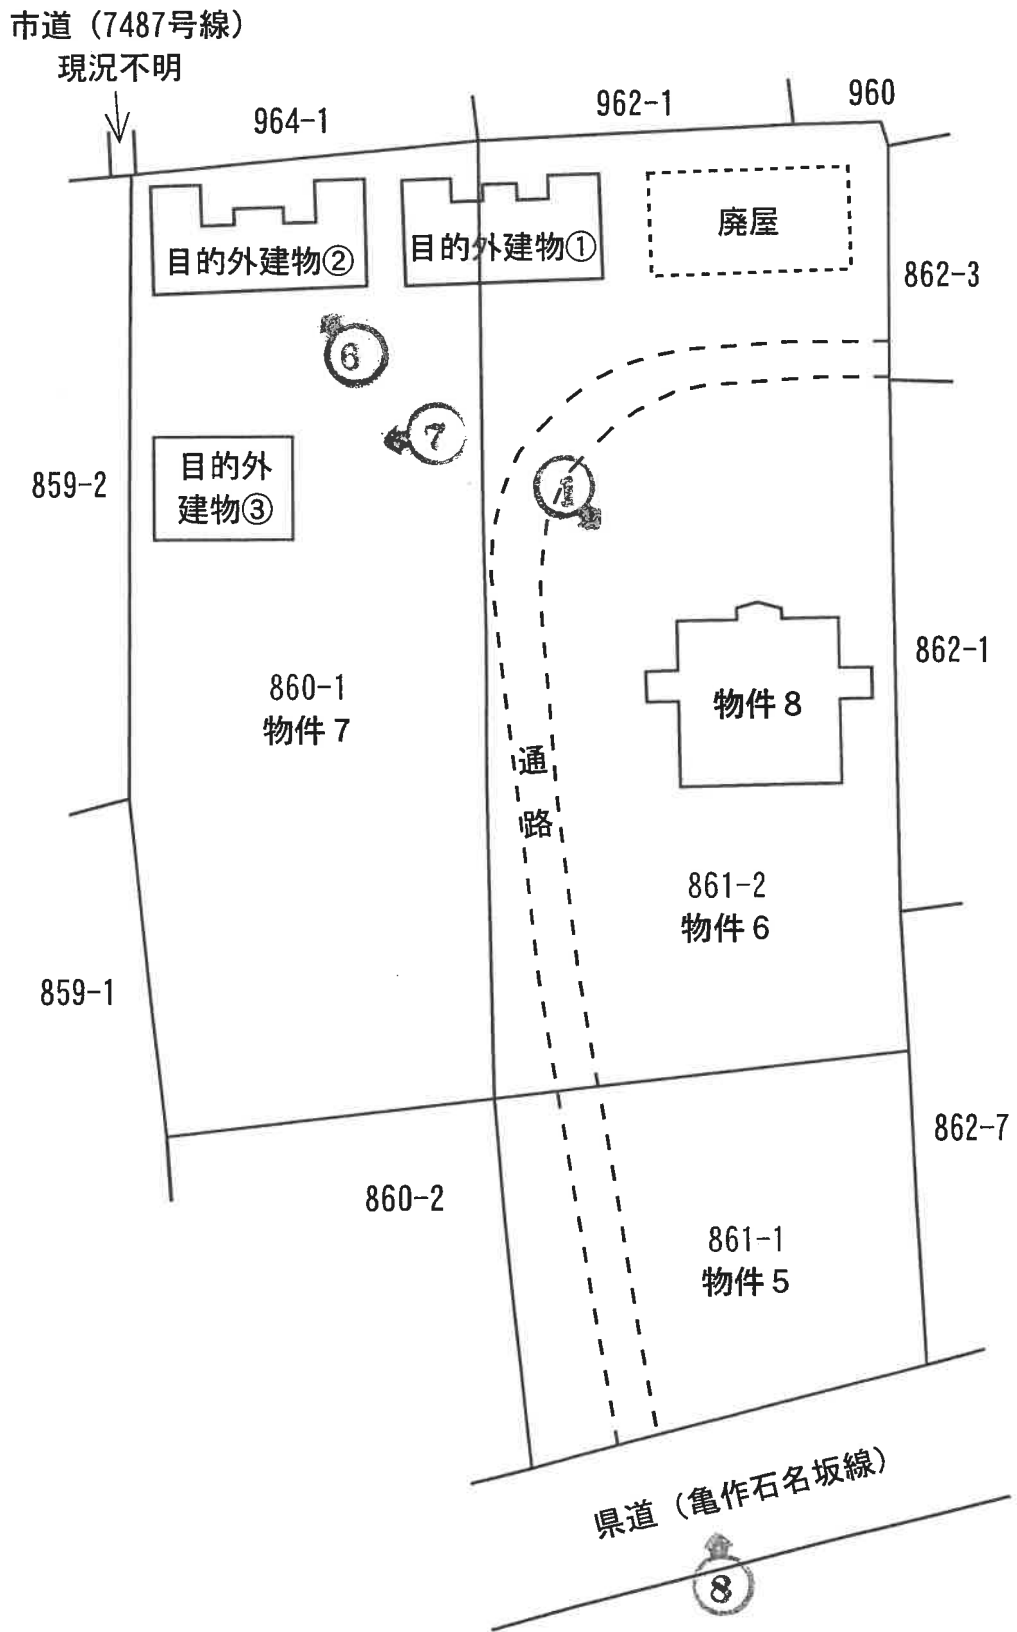 市道（7487号線）
現況不明
964-1
962-1
960
目的外建物②
目的外建物①
廃屋
862-3
6
7
859-2
目的外
建物③
1
862-1
860-1
物件7
物件8
通
路
861-2
物件6
859-1
862-7
860-2
861-1
物件5
県道（亀作石名坂線）
8